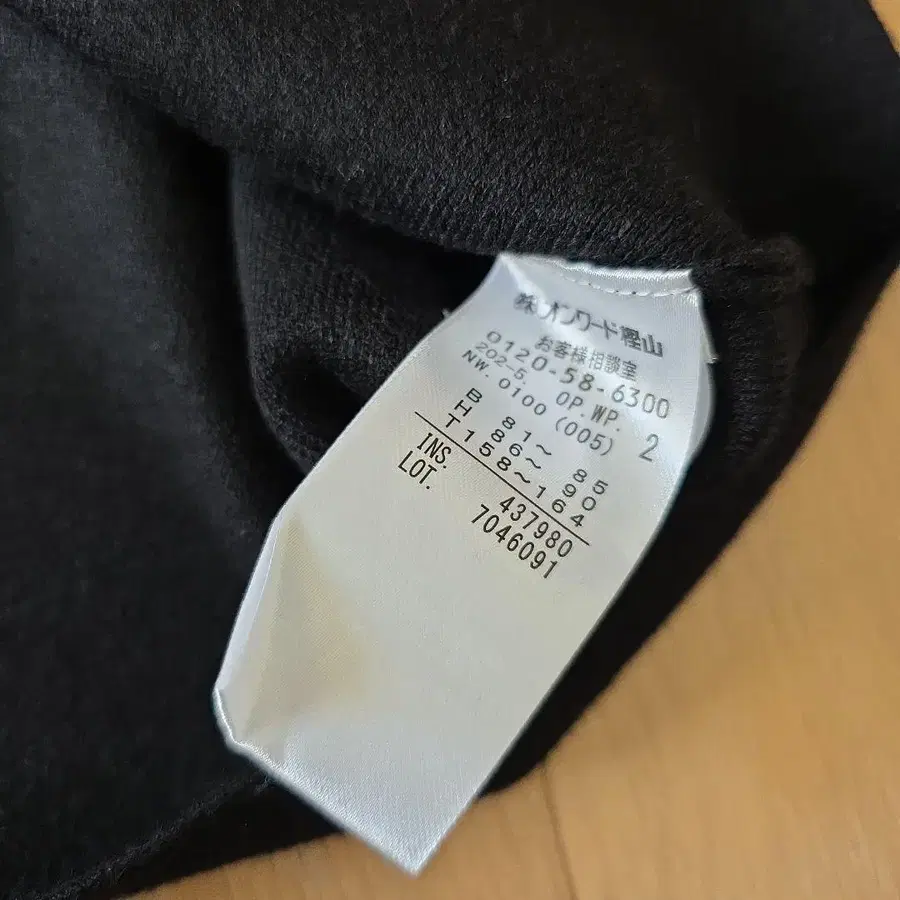 ㈱オンワード樫山
お客様相談室
0120-58-6300
202-5. OP.WP. 2
NW. 0100 (005)
B 81〜 85
H 86〜 90
T158〜164
INS. 437980
LOT. 7046091